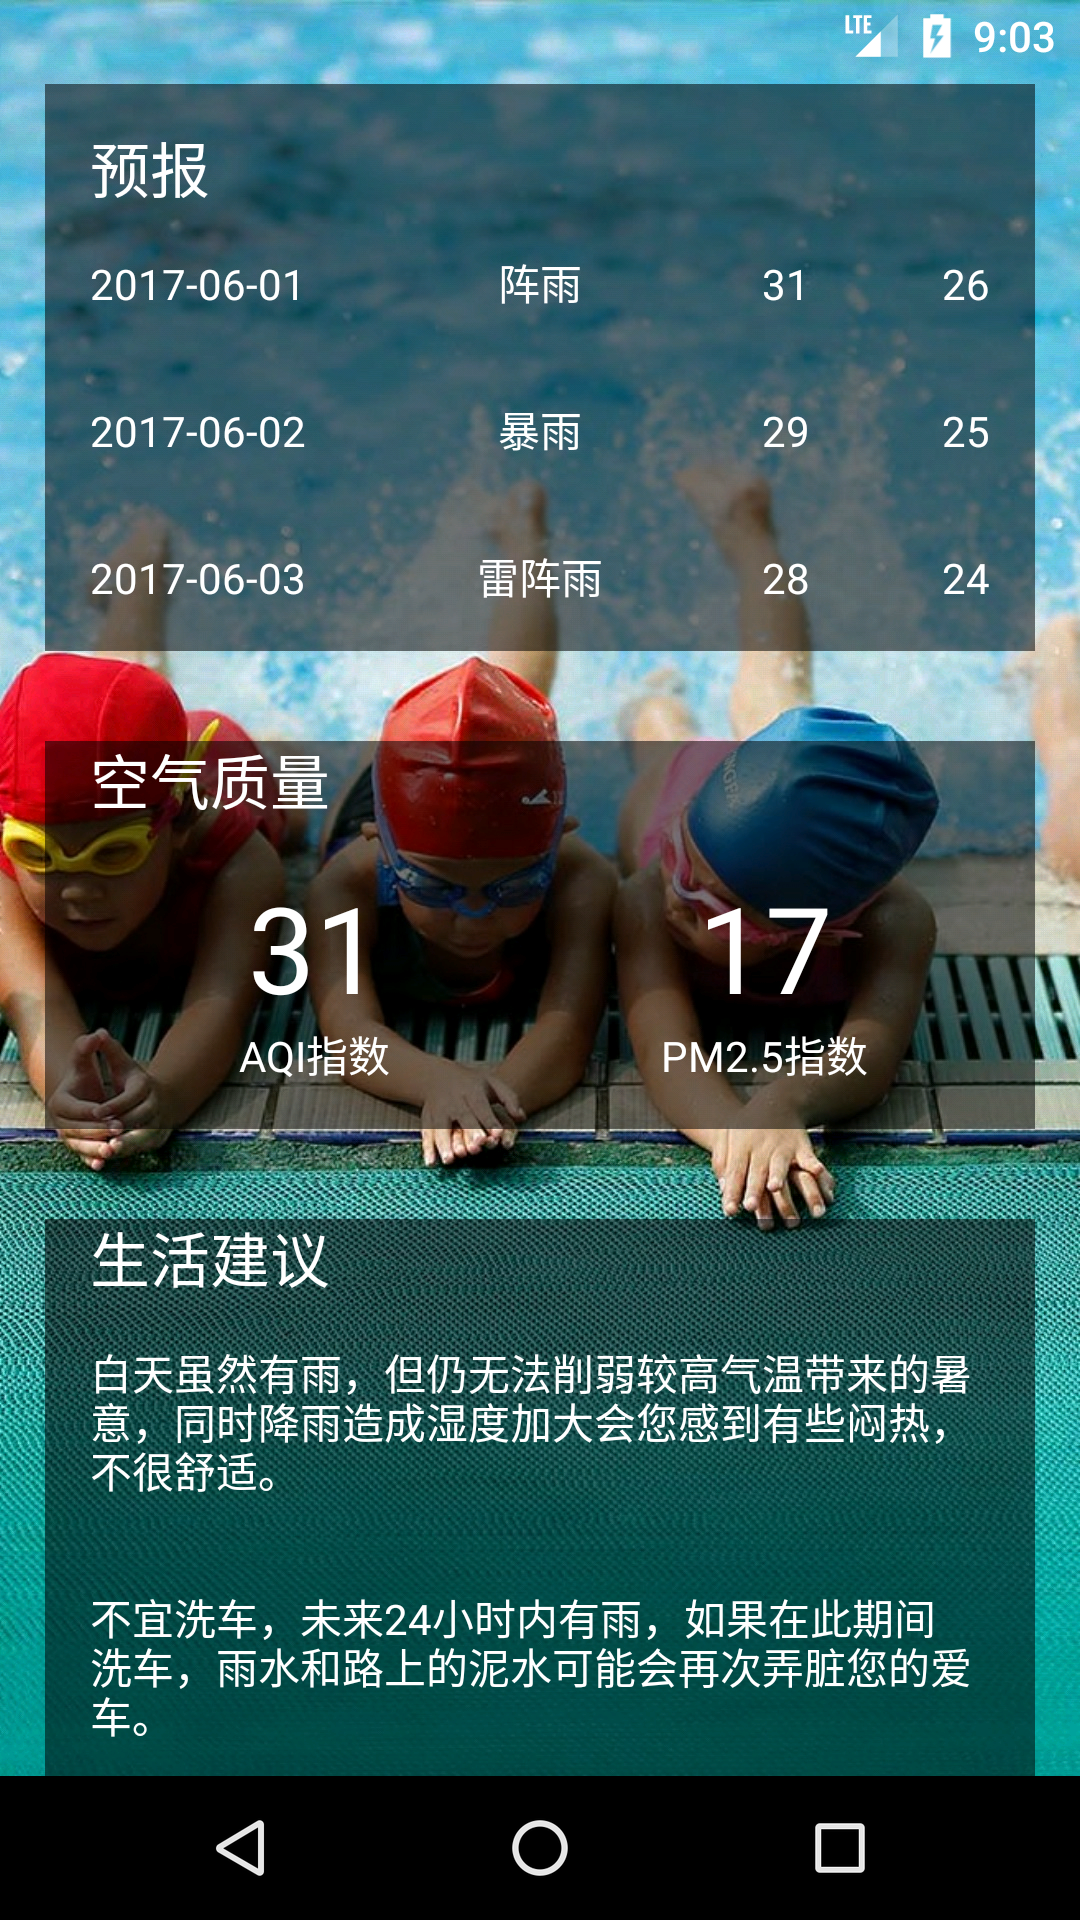 LTE 9:03
预报
2017-06-01 阵雨 31 26
2017-06-02 暴雨 29 25
2017-06-03 雷阵雨 28 24
空气质量
31 17
AQI指数 PM2.5指数
生活建议
白天虽然有雨，但仍无法削弱较高气温带来的暑
意，同时降雨造成湿度加大会您感到有些闷热，
不很舒适。
不宜洗车，未来24小时内有雨，如果在此期间
洗车，雨水和路上的泥水可能会再次弄脏您的爱
车。